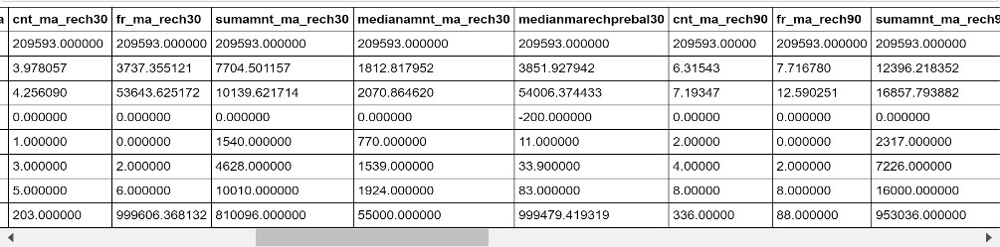 a cnt_ma_rech30 fr_ma_rech30 sumamnt_ma_rech30 medianamnt_ma_rech30 medianmarechprebal30 cnt_ma_rech90 fr_ma_rech90 sumamnt_ma_rech9
209593.000000 209593.000000 209593.000000 209593.000000 209593.000000 209593.00000 209593.000000 209593.000000
3.978057 3737.355121 7704.501157 1812.817952 3851.927942 6.31543 7.716780 12396.218352
4.256090 53643.625172 10139.621714 2070.864620 54006.374433 7.19347 12.590251 16857.793882
0.000000 0.000000 0.000000 0.000000 -200.000000 0.00000 0.000000 0.000000
1.000000 0.000000 1540.000000 770.000000 11.000000 2.00000 0.000000 2317.000000
3.000000 2.000000 4628.000000 1539.000000 33.900000 4.00000 2.000000 7226.000000
5.000000 6.000000 10010.000000 1924.000000 83.000000 8.00000 8.000000 16000.000000
203.000000 999606.368132 810096.000000 55000.000000 999479.419319 336.00000 88.000000 953036.000000